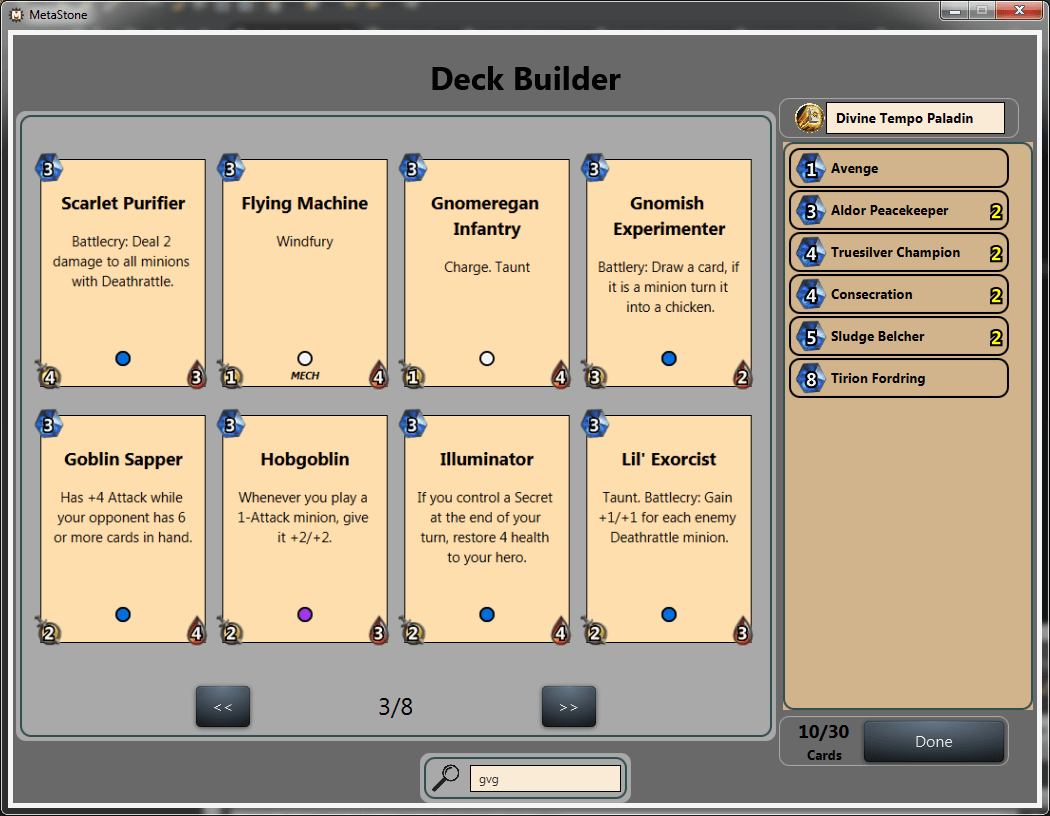 MetaStone
Deck Builder
Divine Tempo Paladin
3
Scarlet Purifier
Battlecry: Deal 2
damage to all minions
with Deathrattle.
4
3
3
Flying Machine
Windfury
MECH
1
4
3
Gnomeregan
Infantry
Charge. Taunt
1
4
3
Gnomish
Experimenter
Battlery: Draw a card, if
it is a minion turn it
into a chicken.
3
2
3
Goblin Sapper
Has +4 Attack while
your opponent has 6
or more cards in hand.
2
4
3
Hobgoblin
Whenever you play a
1-Attack minion, give
it +2/+2.
2
3
3
Illuminator
If you control a Secret
at the end of your
turn, restore 4 health
to your hero.
2
4
3
Lil' Exorcist
Taunt. Battlecry: Gain
+1/+1 for each enemy
Deathrattle minion.
2
3
<<
3/8
>>
1 Avenge
3 Aldor Peacekeeper 2
4 Truesilver Champion 2
4 Consecration 2
5 Sludge Belcher 2
8 Tirion Fordring
10/30
Cards
Done
gvg